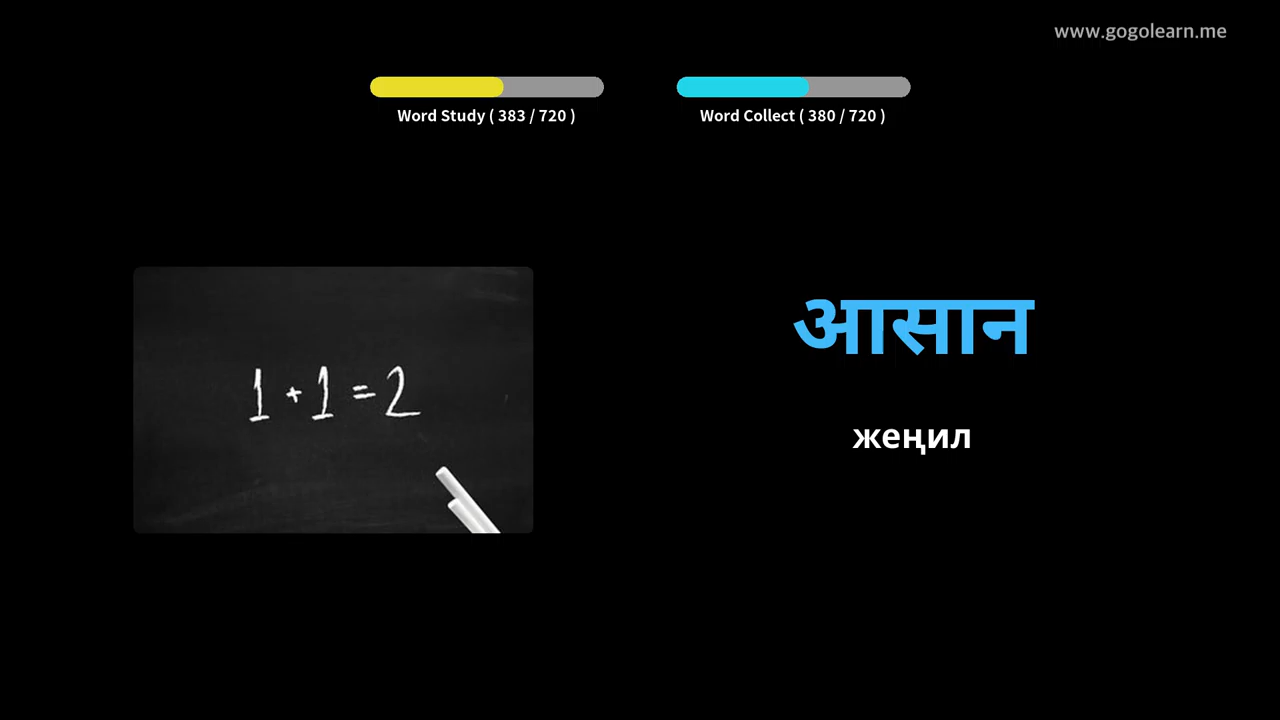 www.gogolearn.me
Word Study ( 383 / 720 )
Word Collect ( 380 / 720 )
1 + 1 = 2
आसान
жеңил